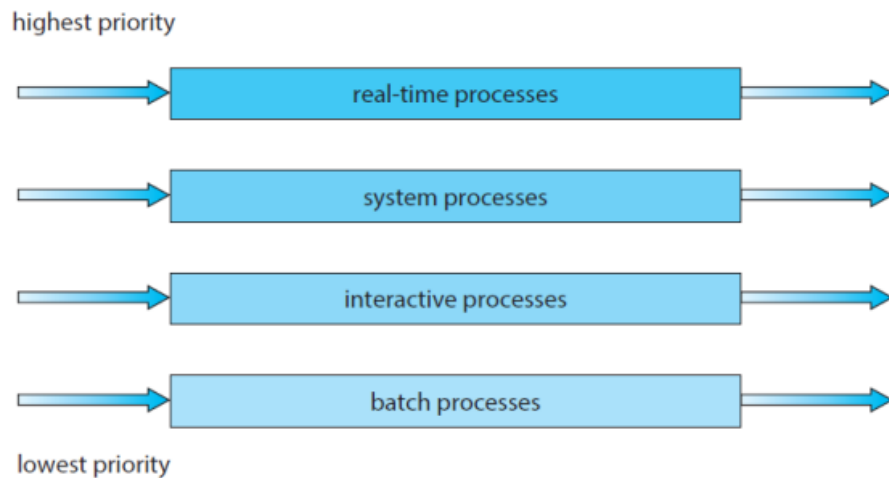 highest priority
real-time processes
system processes
interactive processes
batch processes
lowest priority